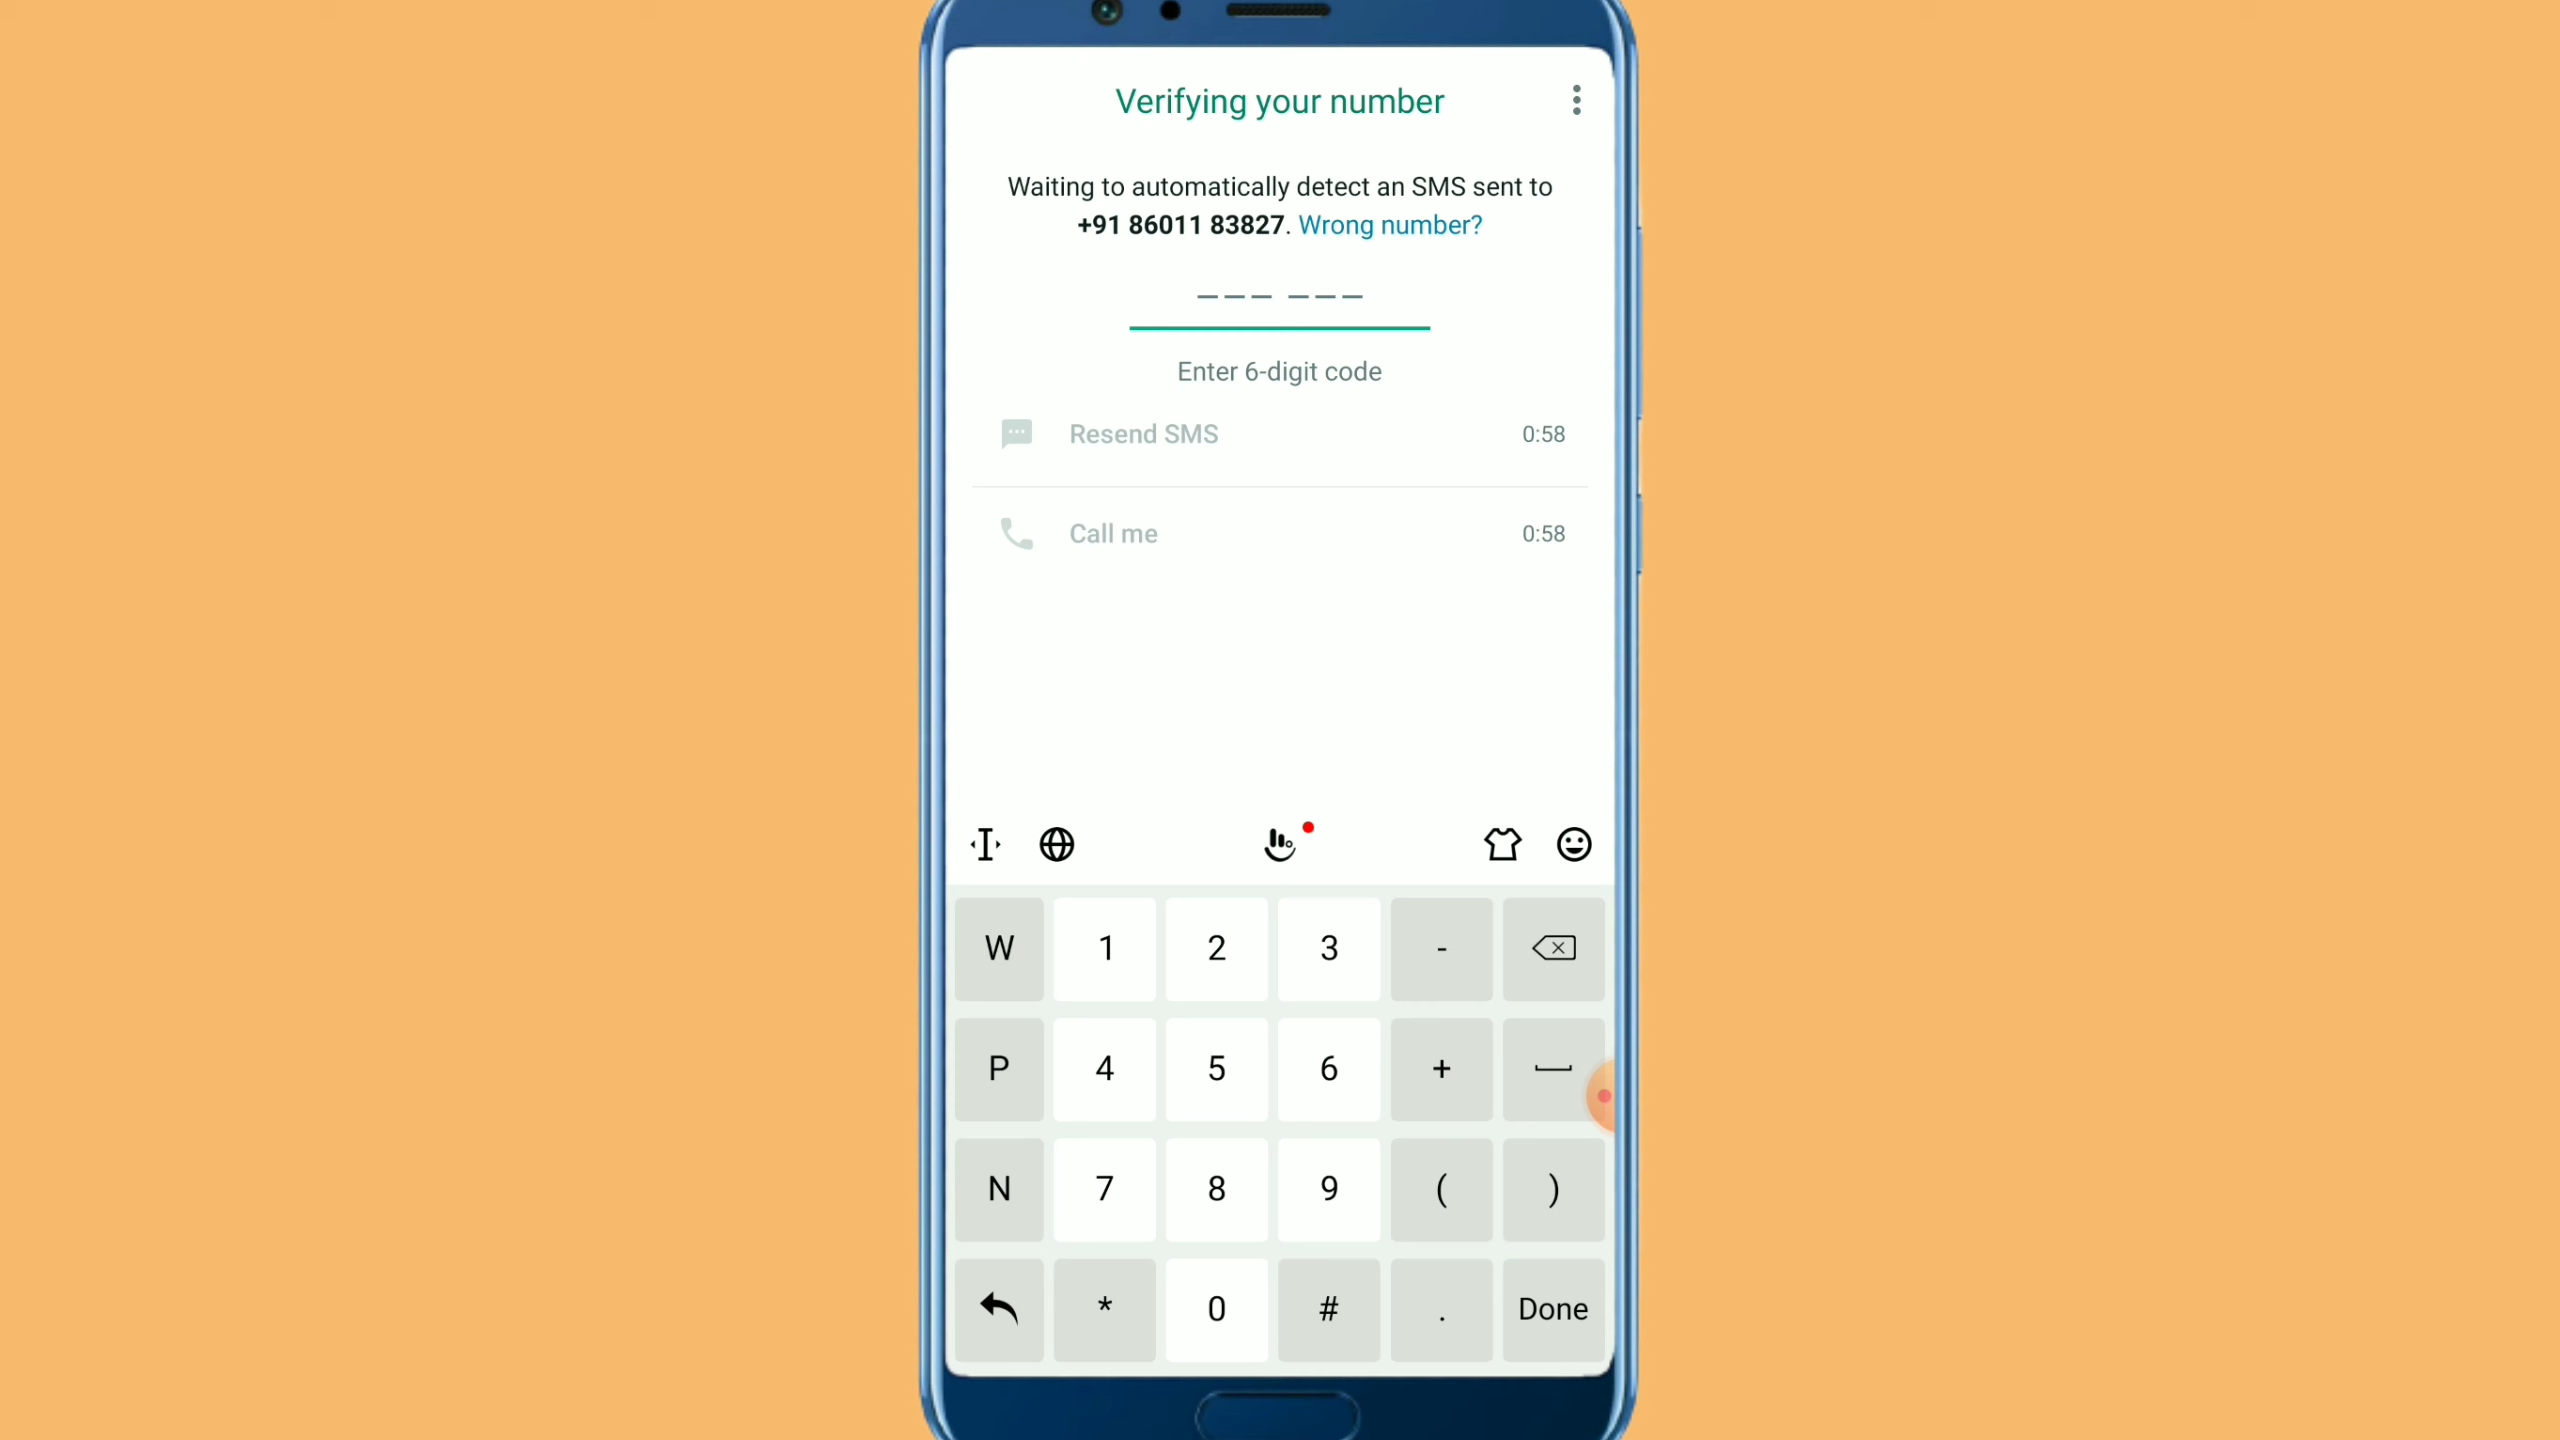 Verifying your number
Waiting to automatically detect an SMS sent to
+91 86011 83827. Wrong number?
Enter 6-digit code
Resend SMS 0:58
Call me 0:58
W 1 2 3 -
P 4 5 6 +
N 7 8 9 ( )
* 0 # . Done